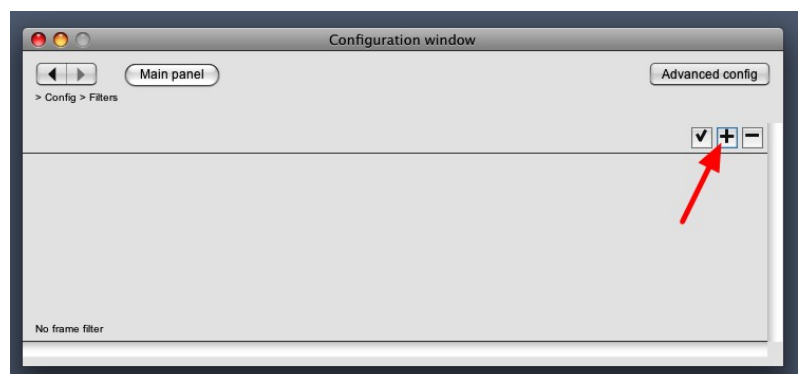 Configuration window
Main panel
Advanced config
> Config > Filters
No frame filter